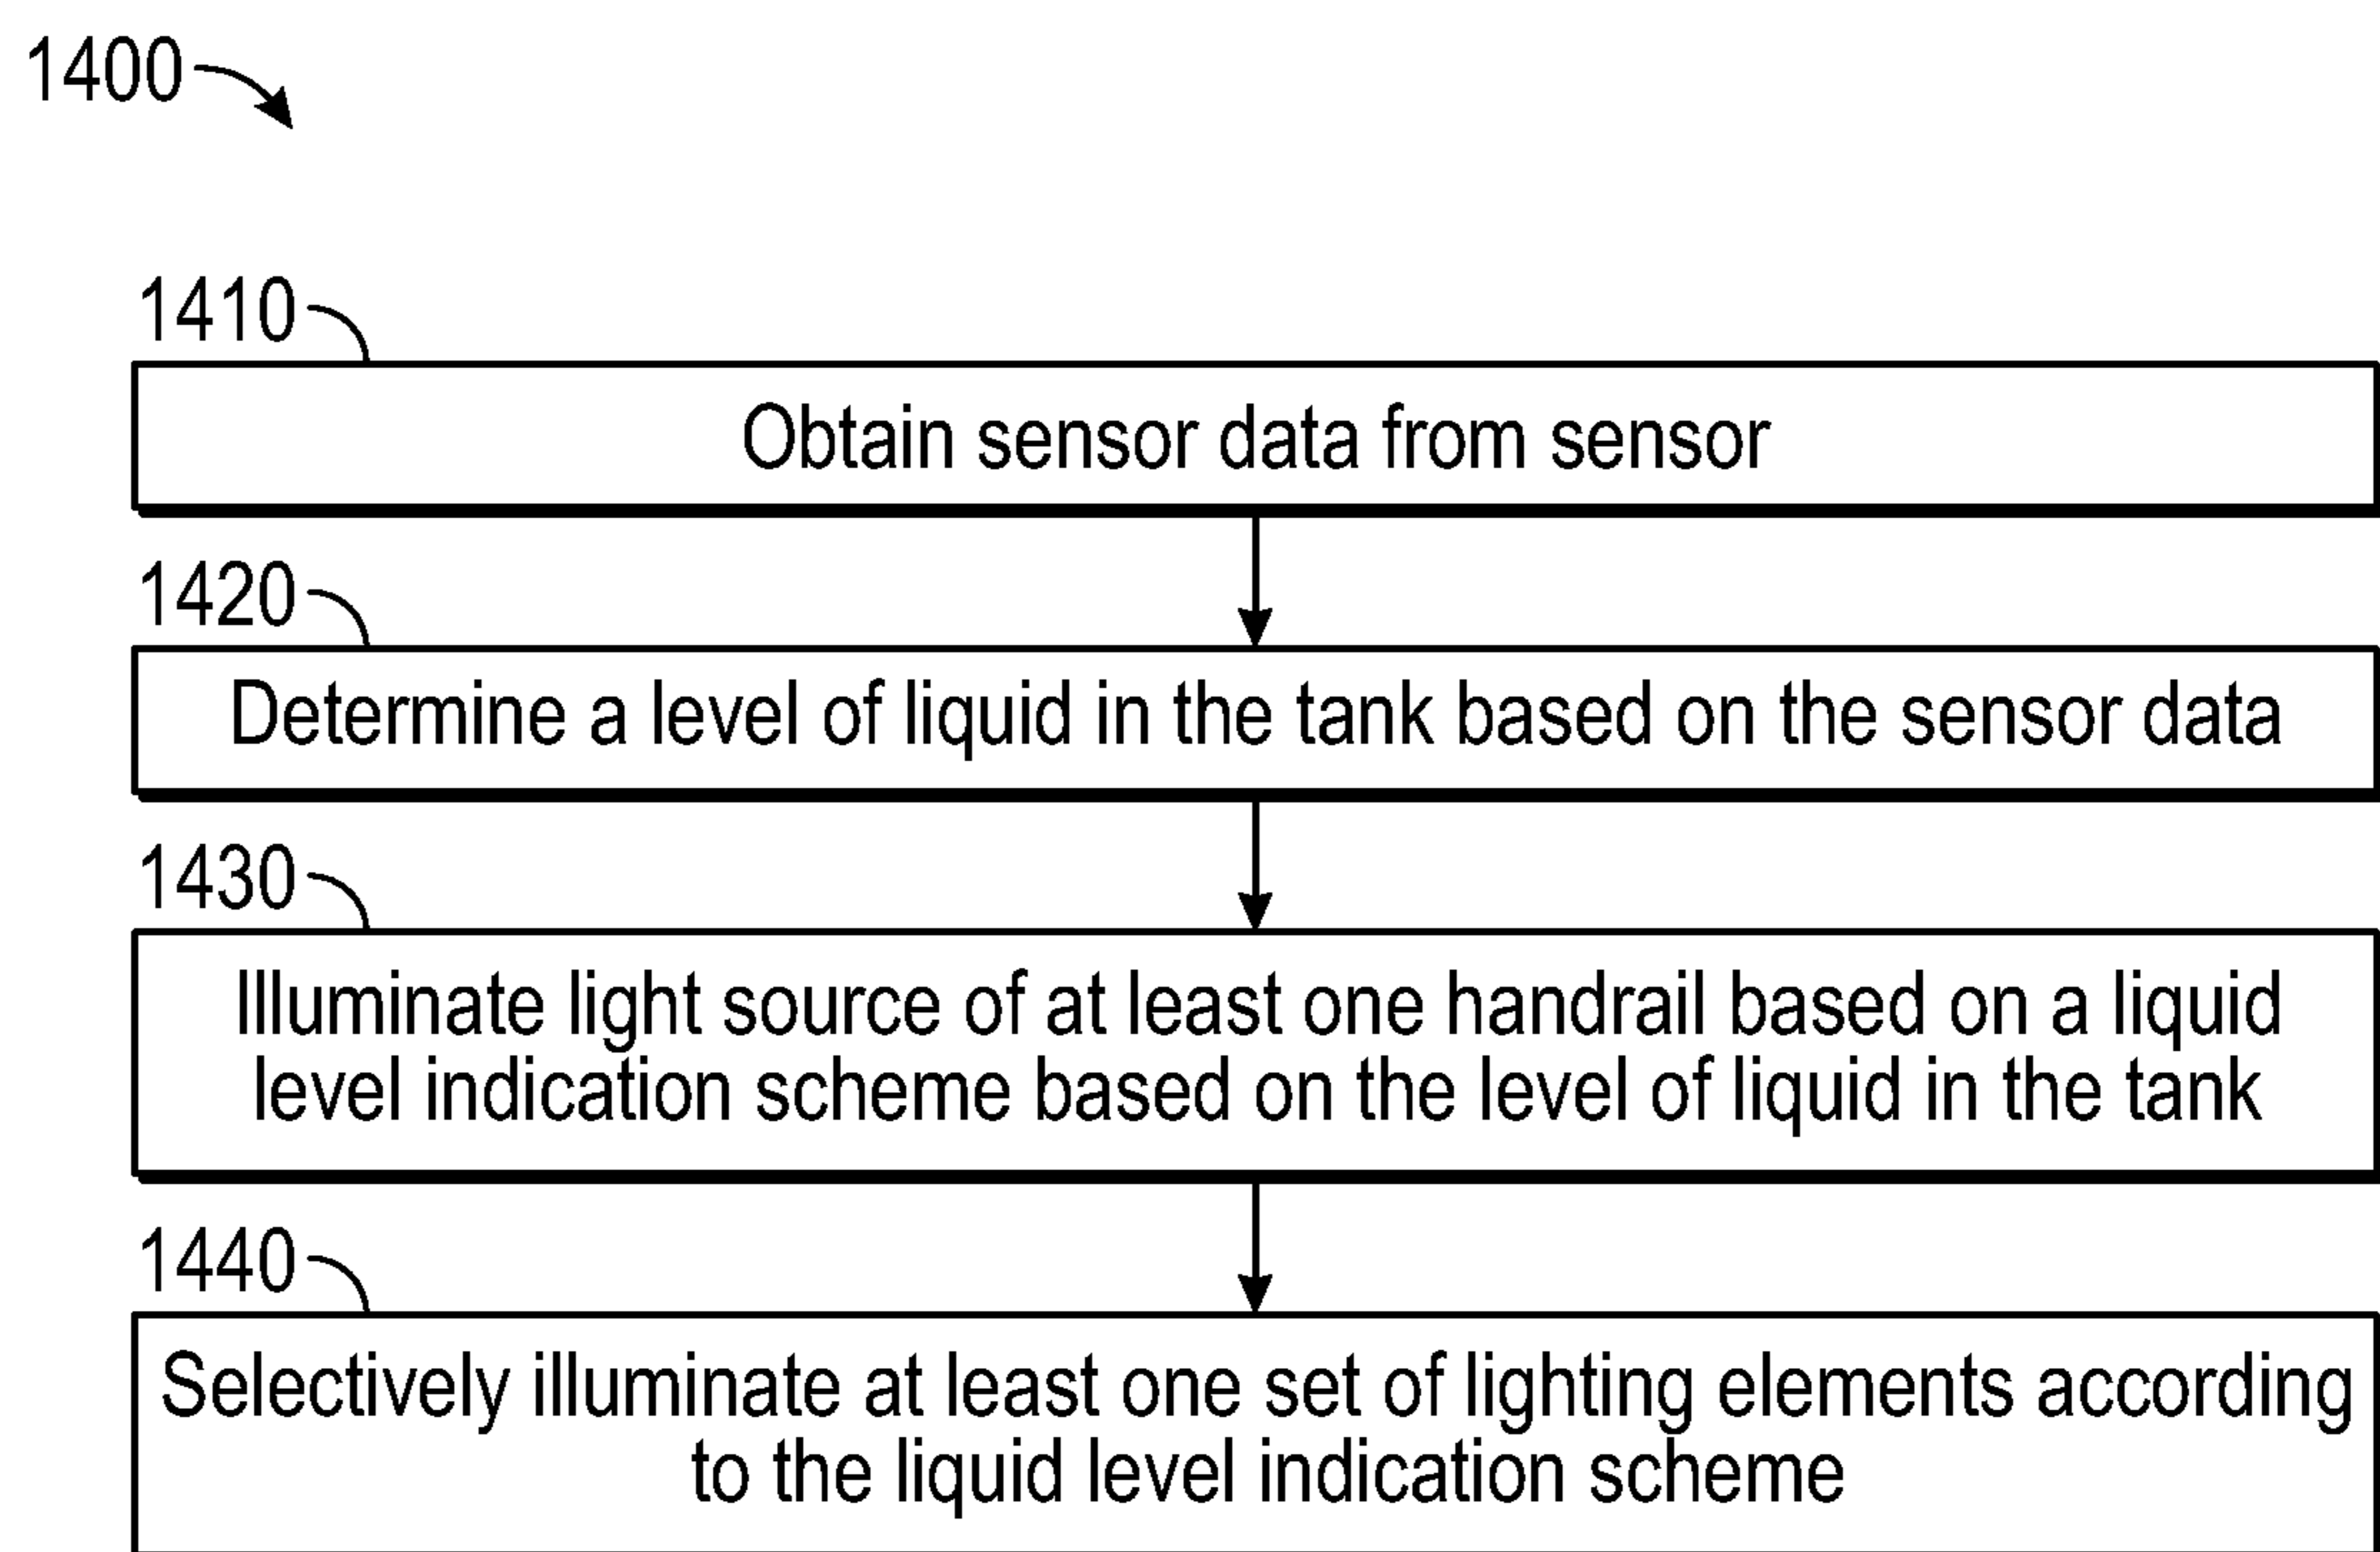 1400
1410
Obtain sensor data from sensor
1420
Determine a level of liquid in the tank based on the sensor data
1430
Illuminate light source of at least one handrail based on a liquid
level indication scheme based on the level of liquid in the tank
1440
Selectively illuminate at least one set of lighting elements according
to the liquid level indication scheme